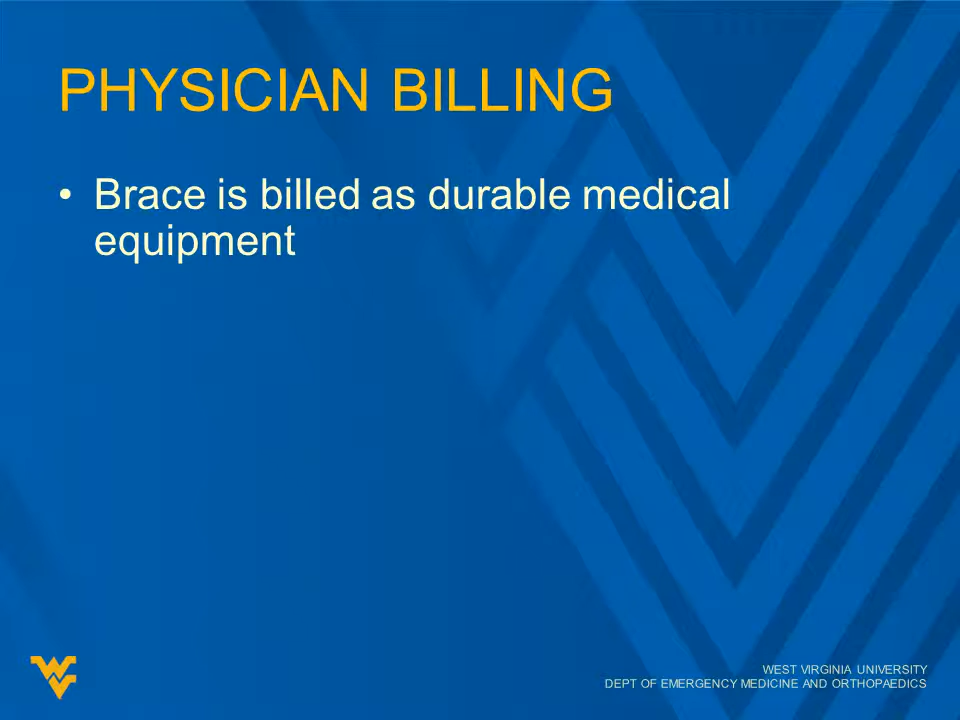 PHYSICIAN BILLING
• Brace is billed as durable medical
equipment
WEST VIRGINIA UNIVERSITY
DEPT OF EMERGENCY MEDICINE AND ORTHOPAEDICS